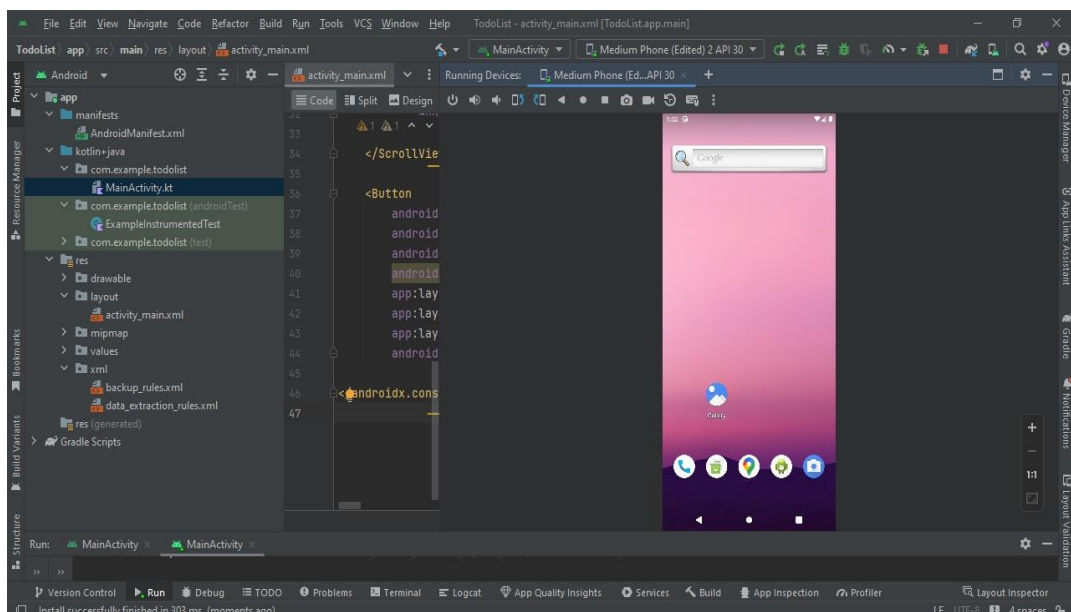 File Edit View Navigate Code Refactor Build Run Tools VCS Window Help TodoList - activity_main.xml [TodoList.app.main]
TodoList app src main res layout activity_main.xml MainActivity Medium Phone (Edited) 2 API 30
Project
Resource Manager
Bookmarks
Build Variants
Structure
Android
app
manifests
AndroidManifest.xml
kotlin+java
com.example.todolist
MainActivity.kt
com.example.todolist (androidTest)
ExampleInstrumentedTest
com.example.todolist (test)
res
drawable
layout
activity_main.xml
mipmap
values
xml
backup_rules.xml
data_extraction_rules.xml
res (generated)
Gradle Scripts
activity_main.xml
Code Split Design
1 1
33
34 </ScrollVie
35
36 <Button
37 android
38 android
39 android
40 android
41 app:lay
42 app:lay
43 app:lay
44 android
45
46 androidx.cons
47
Running Devices: Medium Phone (Ed...API 30
1:52
Google
Gallery
1:1
Device Manager
App Links Assistant
Gradle
Notifications
Layout Validation
Run: MainActivity MainActivity
Version Control Run Debug TODO Problems Terminal Logcat App Quality Insights Services Build App Inspection Profiler Layout Inspector
Install successfully finished in 303 ms. (moments ago) LF UTF-8 4 spaces